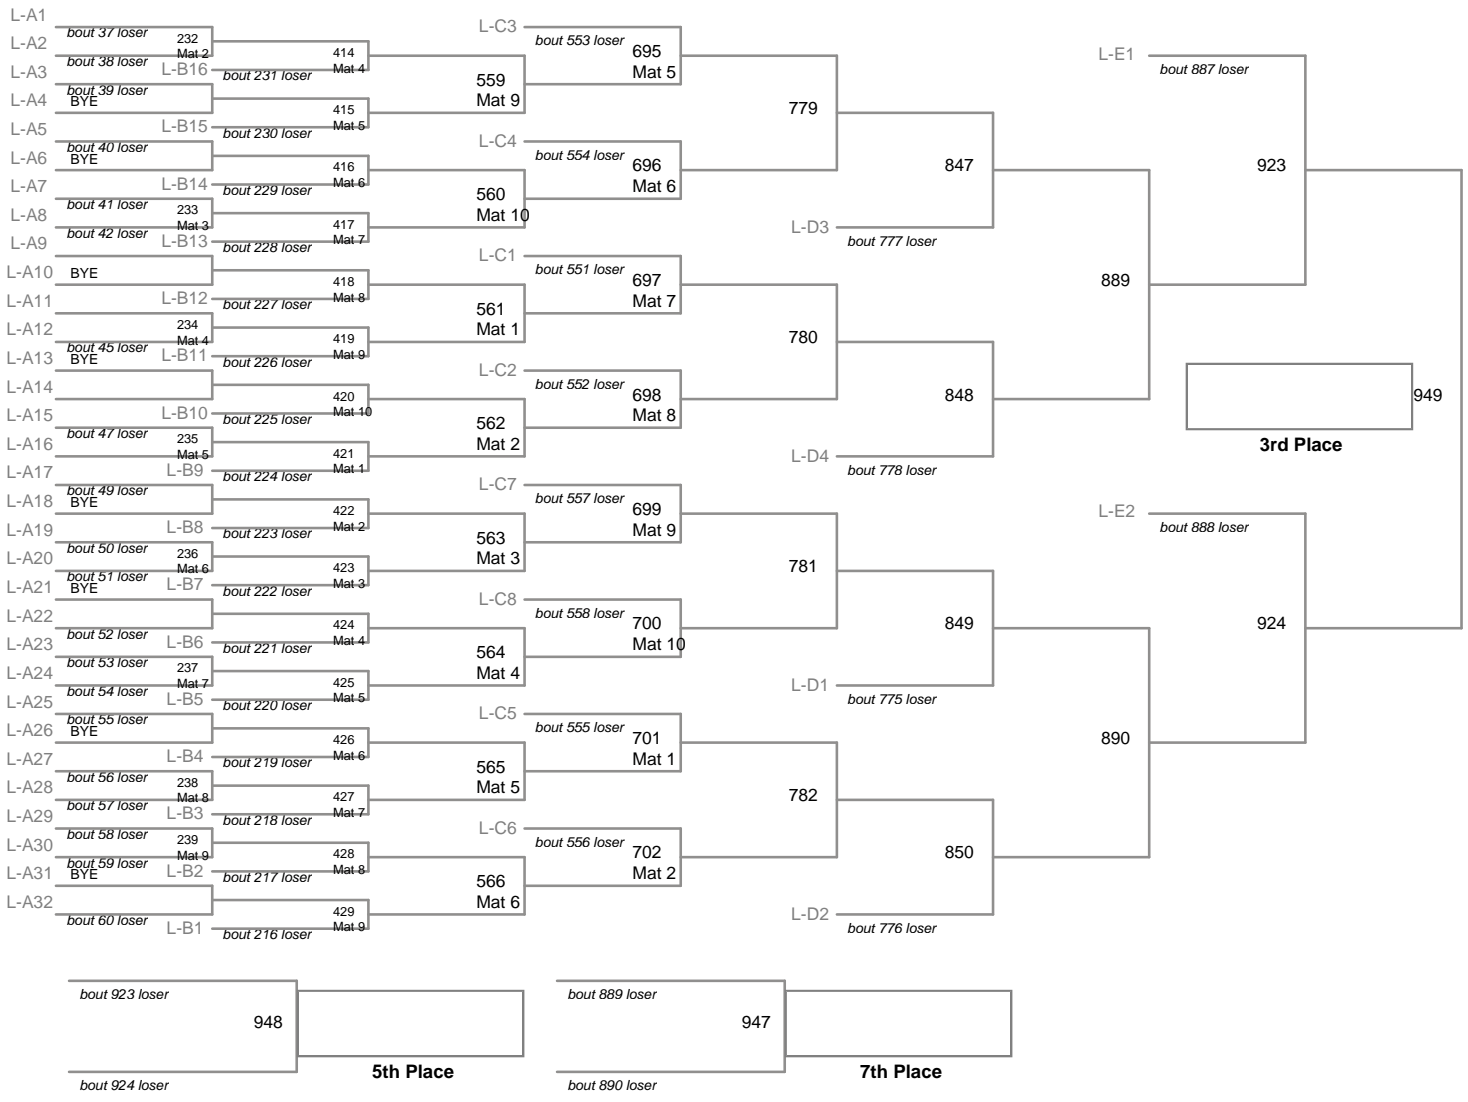 L-A1
bout 37 loser
L-A2
232
Mat 2
bout 38 loser
L-A3
L-B16
bout 231 loser
414
Mat 4
bout 39 loser
L-A4
BYE
L-A5
L-B15
bout 230 loser
415
Mat 5
bout 40 loser
L-A6
BYE
L-A7
L-B14
bout 229 loser
416
Mat 6
bout 41 loser
L-A8
233
Mat 3
bout 42 loser
L-A9
L-B13
bout 228 loser
417
Mat 7
L-A10
BYE
L-A11
L-B12
bout 227 loser
418
Mat 8
L-A12
234
Mat 4
bout 45 loser
L-A13
BYE
L-B11
bout 226 loser
419
Mat 9
L-A14
L-A15
L-B10
bout 225 loser
420
Mat 10
bout 47 loser
L-A16
235
Mat 5
L-A17
L-B9
bout 224 loser
421
Mat 1
bout 49 loser
L-A18
BYE
L-A19
L-B8
bout 223 loser
422
Mat 2
bout 50 loser
L-A20
236
Mat 6
bout 51 loser
L-A21
BYE
L-B7
bout 222 loser
423
Mat 3
L-A22
bout 52 loser
L-A23
L-B6
bout 221 loser
424
Mat 4
bout 53 loser
L-A24
237
Mat 7
bout 54 loser
L-A25
L-B5
bout 220 loser
425
Mat 5
bout 55 loser
L-A26
BYE
L-A27
L-B4
bout 219 loser
426
Mat 6
bout 56 loser
L-A28
238
Mat 8
bout 57 loser
L-A29
L-B3
bout 218 loser
427
Mat 7
bout 58 loser
L-A30
239
Mat 9
bout 59 loser
L-A31
BYE
L-B2
bout 217 loser
428
Mat 8
L-A32
bout 60 loser
L-B1
bout 216 loser
429
Mat 9
559
Mat 9
560
Mat 10
561
Mat 1
562
Mat 2
563
Mat 3
564
Mat 4
565
Mat 5
566
Mat 6
L-C3
bout 553 loser
695
Mat 5
L-C4
bout 554 loser
696
Mat 6
L-C1
bout 551 loser
697
Mat 7
L-C2
bout 552 loser
698
Mat 8
L-C7
bout 557 loser
699
Mat 9
L-C8
bout 558 loser
700
Mat 10
L-C5
bout 555 loser
701
Mat 1
L-C6
bout 556 loser
702
Mat 2
779
780
781
782
847
L-D3
bout 777 loser
848
L-D4
bout 778 loser
849
L-D1
bout 775 loser
850
L-D2
bout 776 loser
889
890
L-E1
bout 887 loser
923
949
3rd Place
L-E2
bout 888 loser
924
bout 923 loser
948
5th Place
bout 924 loser
bout 889 loser
947
7th Place
bout 890 loser